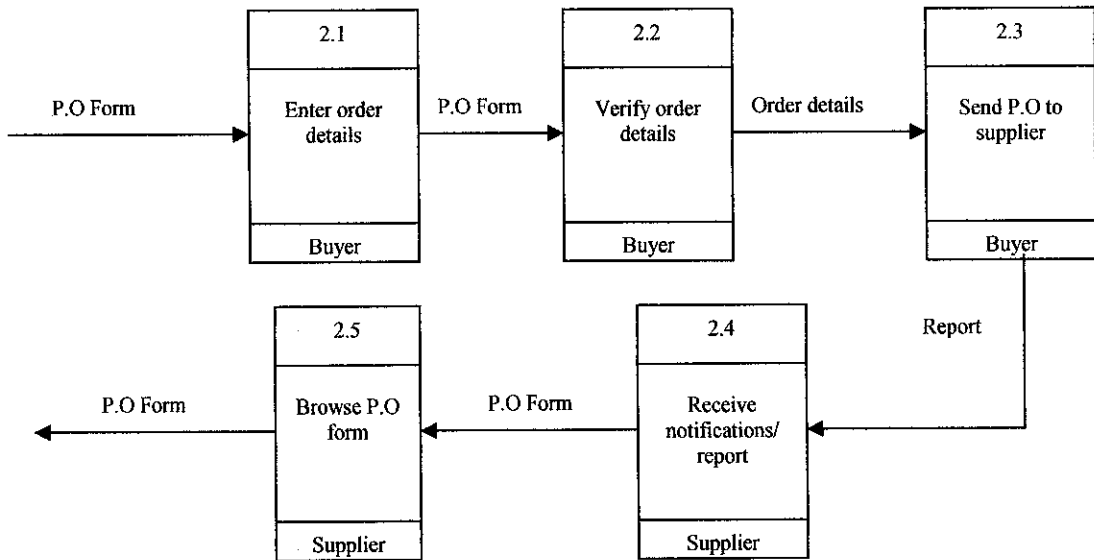 2.1
2.2
2.3
P.O Form
Enter order
details
P.O Form
Verify order
details
Order details
Send P.O to
supplier
Buyer
Buyer
Buyer
Report
2.5
2.4
P.O Form
Browse P.O
form
P.O Form
Receive
notifications/
report
Supplier
Supplier